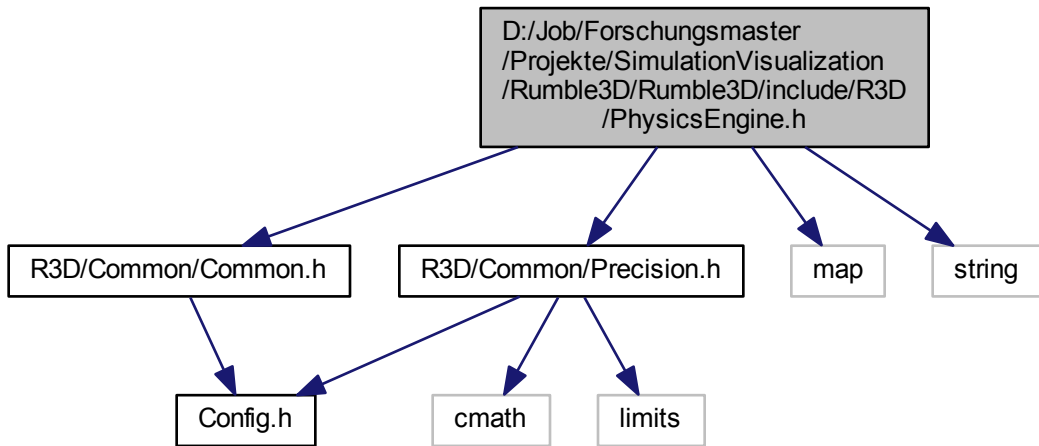 D:/Job/Forschungsmaster
/Projekte/SimulationVisualization
/Rumble3D/Rumble3D/include/R3D
/PhysicsEngine.h
R3D/Common/Common.h
R3D/Common/Precision.h
map
string
Config.h
cmath
limits